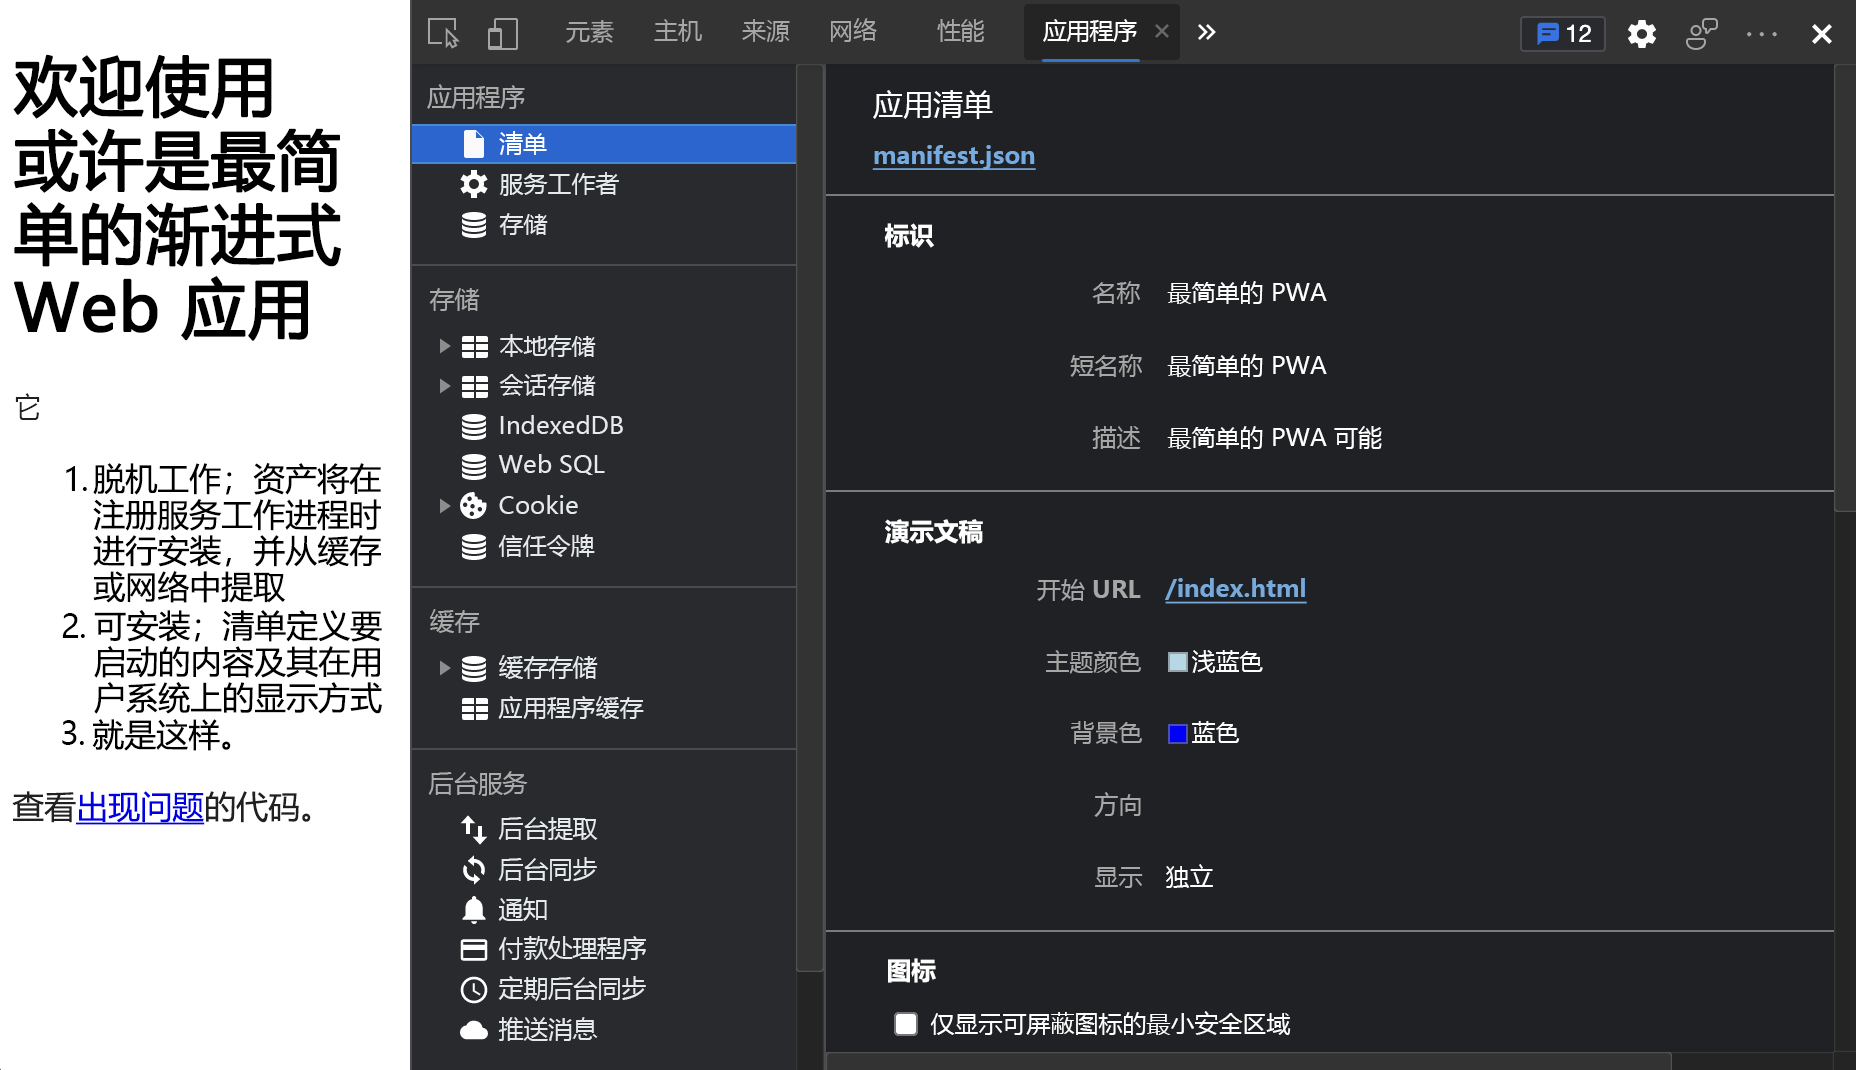 欢迎使用
或许是最简
单的渐进式
Web 应用
它
1. 脱机工作；资产将在
注册服务工作进程时
进行安装，并从缓存
或网络中提取
2. 可安装；清单定义要
启动的内容及其在用
户系统上的显示方式
3. 就是这样。
查看出现问题的代码。
元素 主机 来源 网络 性能 应用程序 12
应用程序
清单
服务工作者
存储
存储
本地存储
会话存储
IndexedDB
Web SQL
Cookie
信任令牌
缓存
缓存存储
应用程序缓存
后台服务
后台提取
后台同步
通知
付款处理程序
定期后台同步
推送消息
应用清单
manifest.json
标识
名称 最简单的 PWA
短名称 最简单的 PWA
描述 最简单的 PWA 可能
演示文稿
开始 URL /index.html
主题颜色 浅蓝色
背景色 蓝色
方向
显示 独立
图标
仅显示可屏蔽图标的最小安全区域